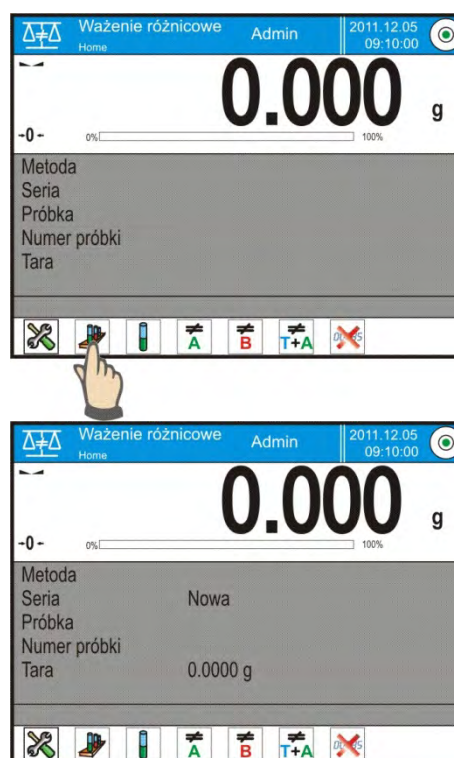 Ważenie różnicowe Admin 2011.12.05
Home 09:10:00
0.000 g
-0- 0% 100%
Metoda
Seria
Próbka
Numer próbki
Tara
A B T+A
Ważenie różnicowe Admin 2011.12.05
Home 09:10:00
0.000 g
-0- 0% 100%
Metoda
Seria Nowa
Próbka
Numer próbki
Tara 0.0000 g
A B T+A